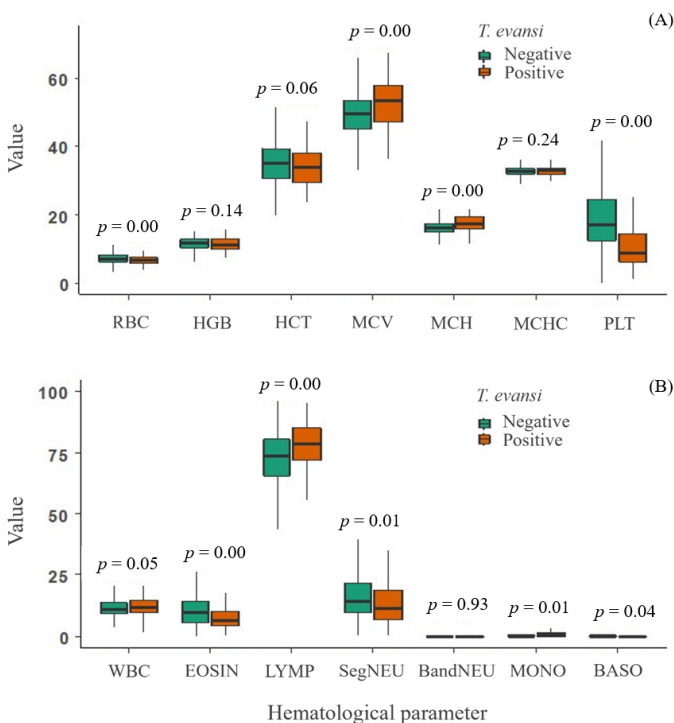 (A)
T. evansi
Negative
Positive
p = 0.00
p = 0.06
p = 0.00
p = 0.24
p = 0.00
p = 0.14
p = 0.00
Value
60
40
20
0
RBC HGB HCT MCV MCH MCHC PLT
(B)
T. evansi
Negative
Positive
p = 0.00
p = 0.01
p = 0.05
p = 0.00
p = 0.93
p = 0.01
p = 0.04
Value
100
75
50
25
0
WBC EOSIN LYMP SegNEU BandNEU MONO BASO
Hematological parameter